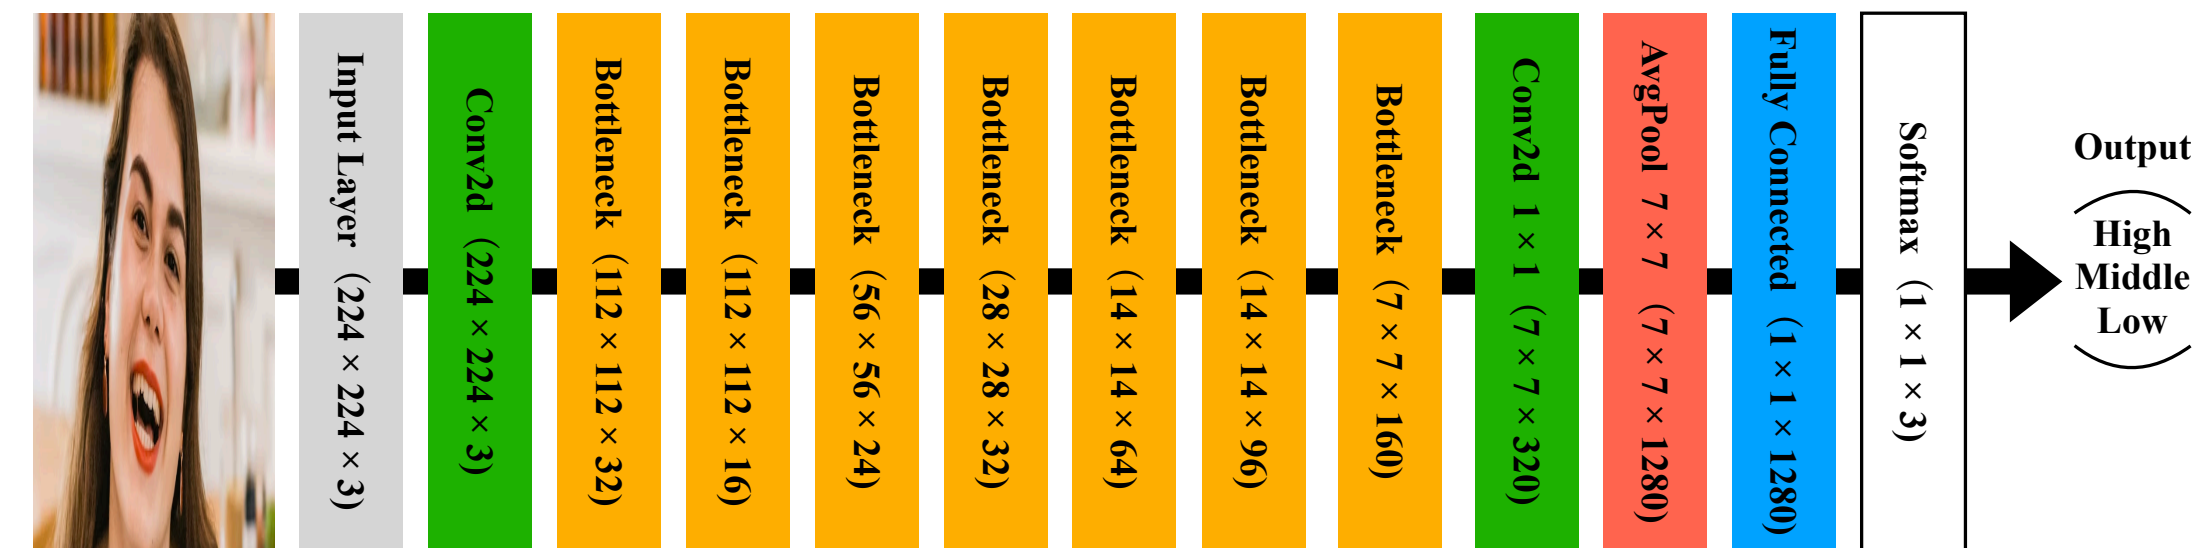 Input Layer (224×224×3)
Conv2d (224×224×3)
Bottleneck (112×112×32)
Bottleneck (112×112×16)
Bottleneck (56×56×24)
Bottleneck (28×28×32)
Bottleneck (14×14×64)
Bottleneck (14×14×96)
Bottleneck (7×7×160)
Conv2d 1×1 (7×7×320)
AvgPool 7×7 (7×7×1280)
Fully Connected (1×1×1280)
Softmax (1×1×3)
Output
High
Middle
Low